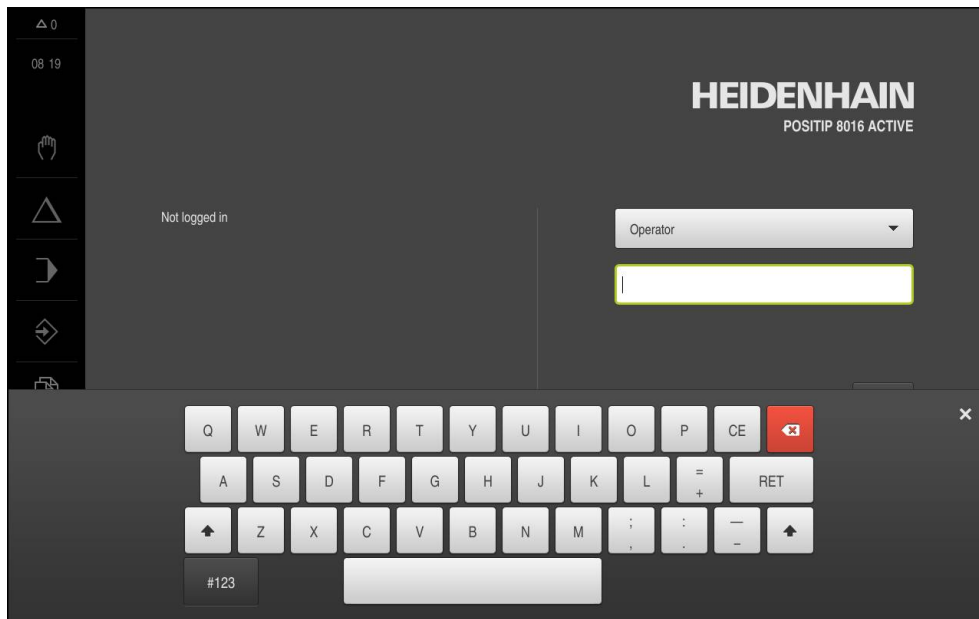 0
08 19
HEIDENHAIN
POSITIP 8016 ACTIVE
Not logged in
Operator
Q W E R T Y U I O P CE
A S D F G H J K L = + RET
Z X C V B N M ; , : . — –
#123